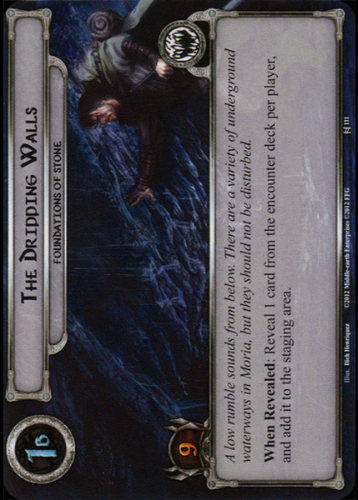 1B
THE DRIPPING WALLS
FOUNDATIONS OF STONE
9
A low rumble sounds from below. There are a variety of underground
waterways in Moria, but they should not be disturbed.
When Revealed: Reveal 1 card from the encounter deck per player,
and add it to the staging area.
Illus. Ilich Henriquez ©2012 Middle-earth Enterprises ©2012 FFG 111